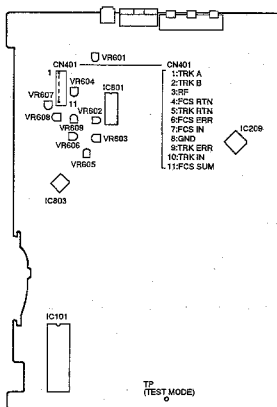 VR601
CN401
CN401
1
VR604
1:TRK A
IC601
2:TRK B
VR607
11
3:RF
4:FCS RTN
VR608
VR602
5:TRK RTN
6:FCS ERR
VR609
7:FCS IN
IC209
VR606
VR603
8:GND
9:TRK ERR
VR605
10:TRK IN
11:FCS SUM
IC803
IC101
TP
(TEST MODE)